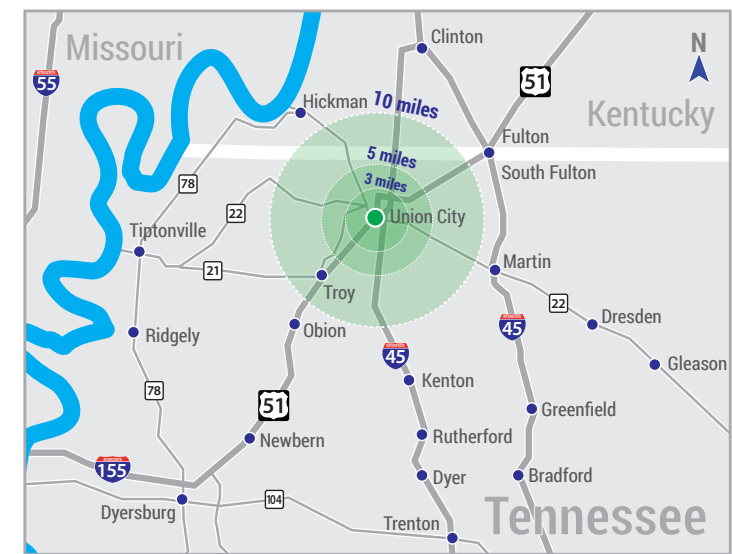 Missouri
Clinton
N
55
51
Hickman
10 miles
Kentucky
Fulton
5 miles
South Fulton
3 miles
78
22
Union City
Tiptonville
21
Martin
Troy
22
Dresden
Ridgely
Obion
45
45
Gleason
Kenton
78
51
Greenfield
Newbern
Rutherford
155
Dyer
Bradford
104
Dyersburg
Trenton
Tennessee